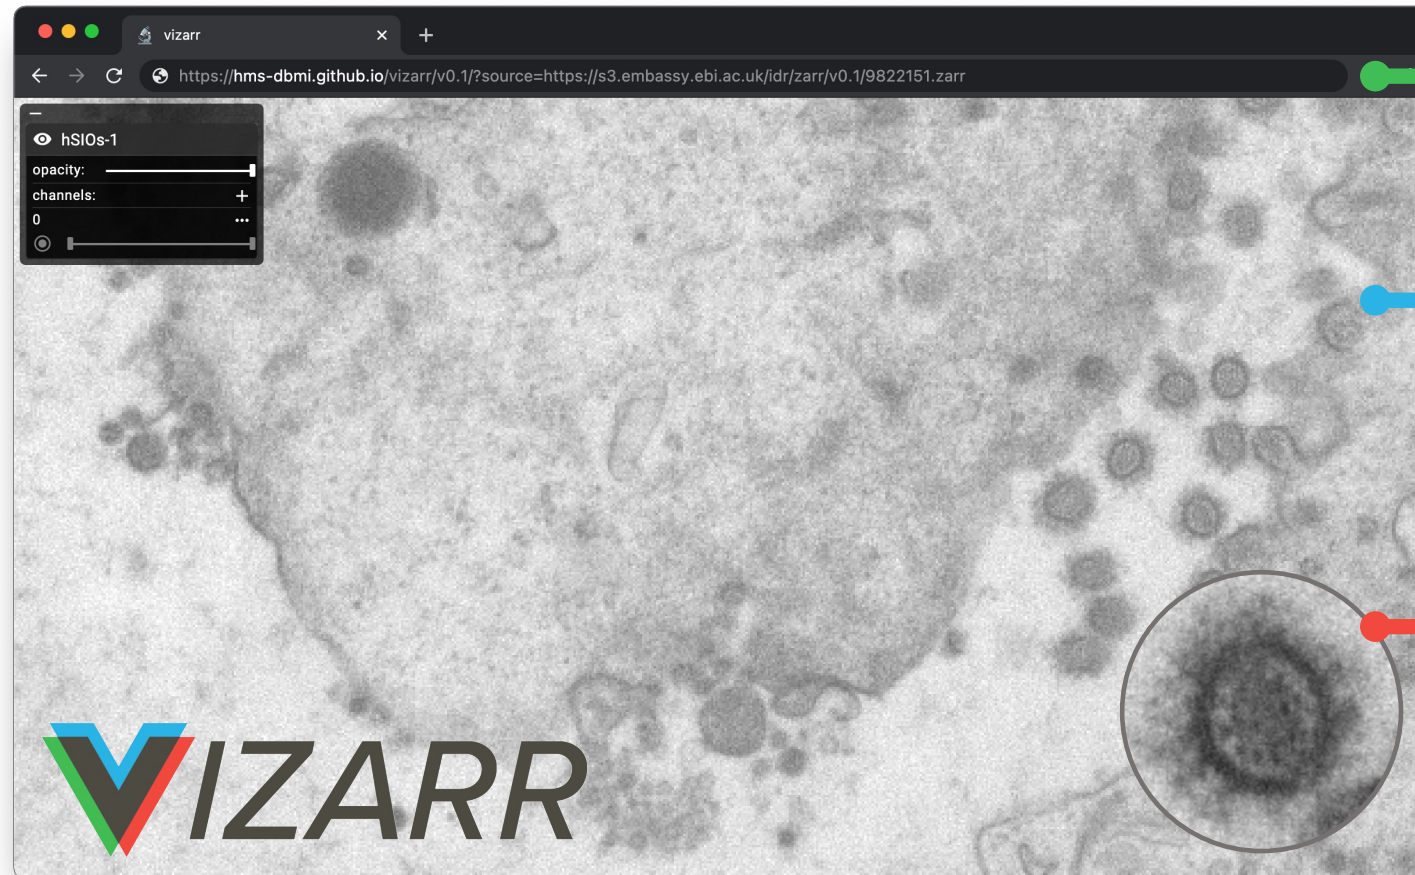 vizarr
https://hms-dbmi.github.io/vizarr/v0.1/?source=https://s3.embassy.ebi.ac.uk/idr/zarr/v0.1/9822151.zarr
hSIOs-1
opacity:
channels:
0
VIZARR